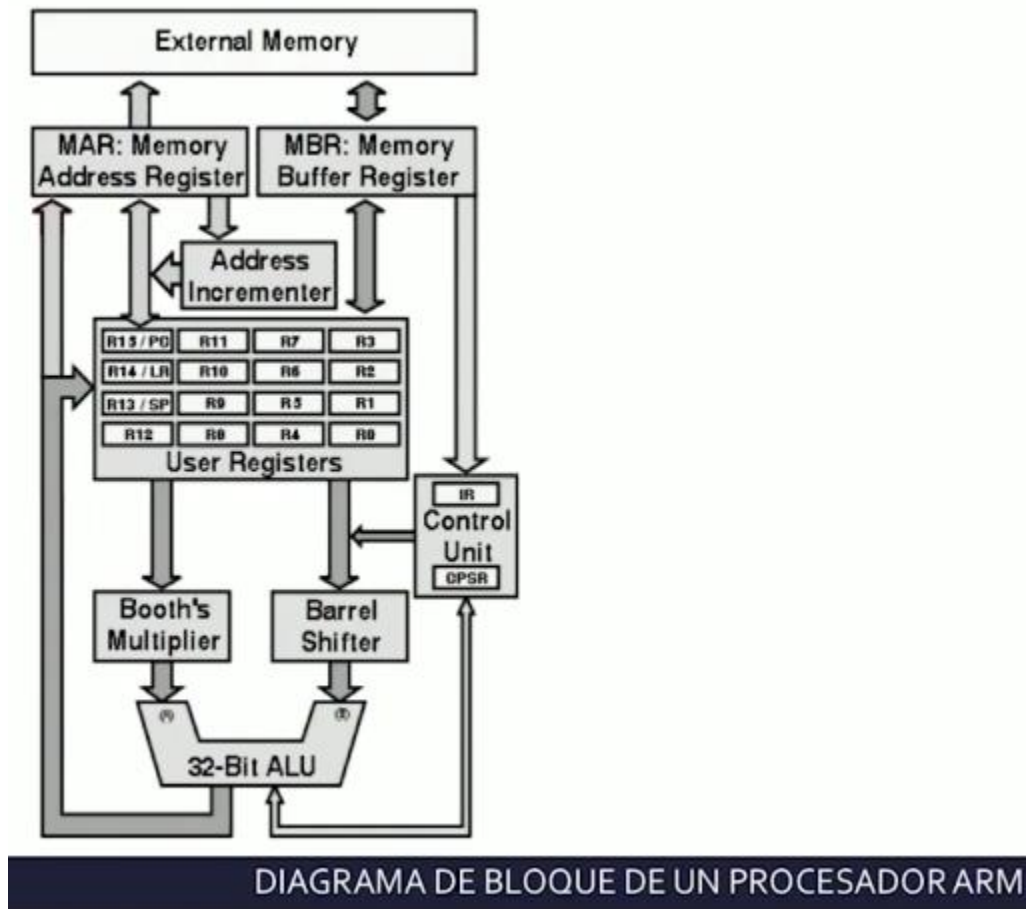 External Memory
MAR: Memory
Address Register
MBR: Memory
Buffer Register
Address
Incrementer
R15 / PC R11 R7 R3
R14 / LR R10 R6 R2
R13 / SP R9 R5 R1
R12 R8 R4 R0
User Registers
IR
Control
Unit
CPSR
Booth's
Multiplier
Barrel
Shifter
(A)
32-Bit ALU
DIAGRAMA DE BLOQUE DE UN PROCESADOR ARM